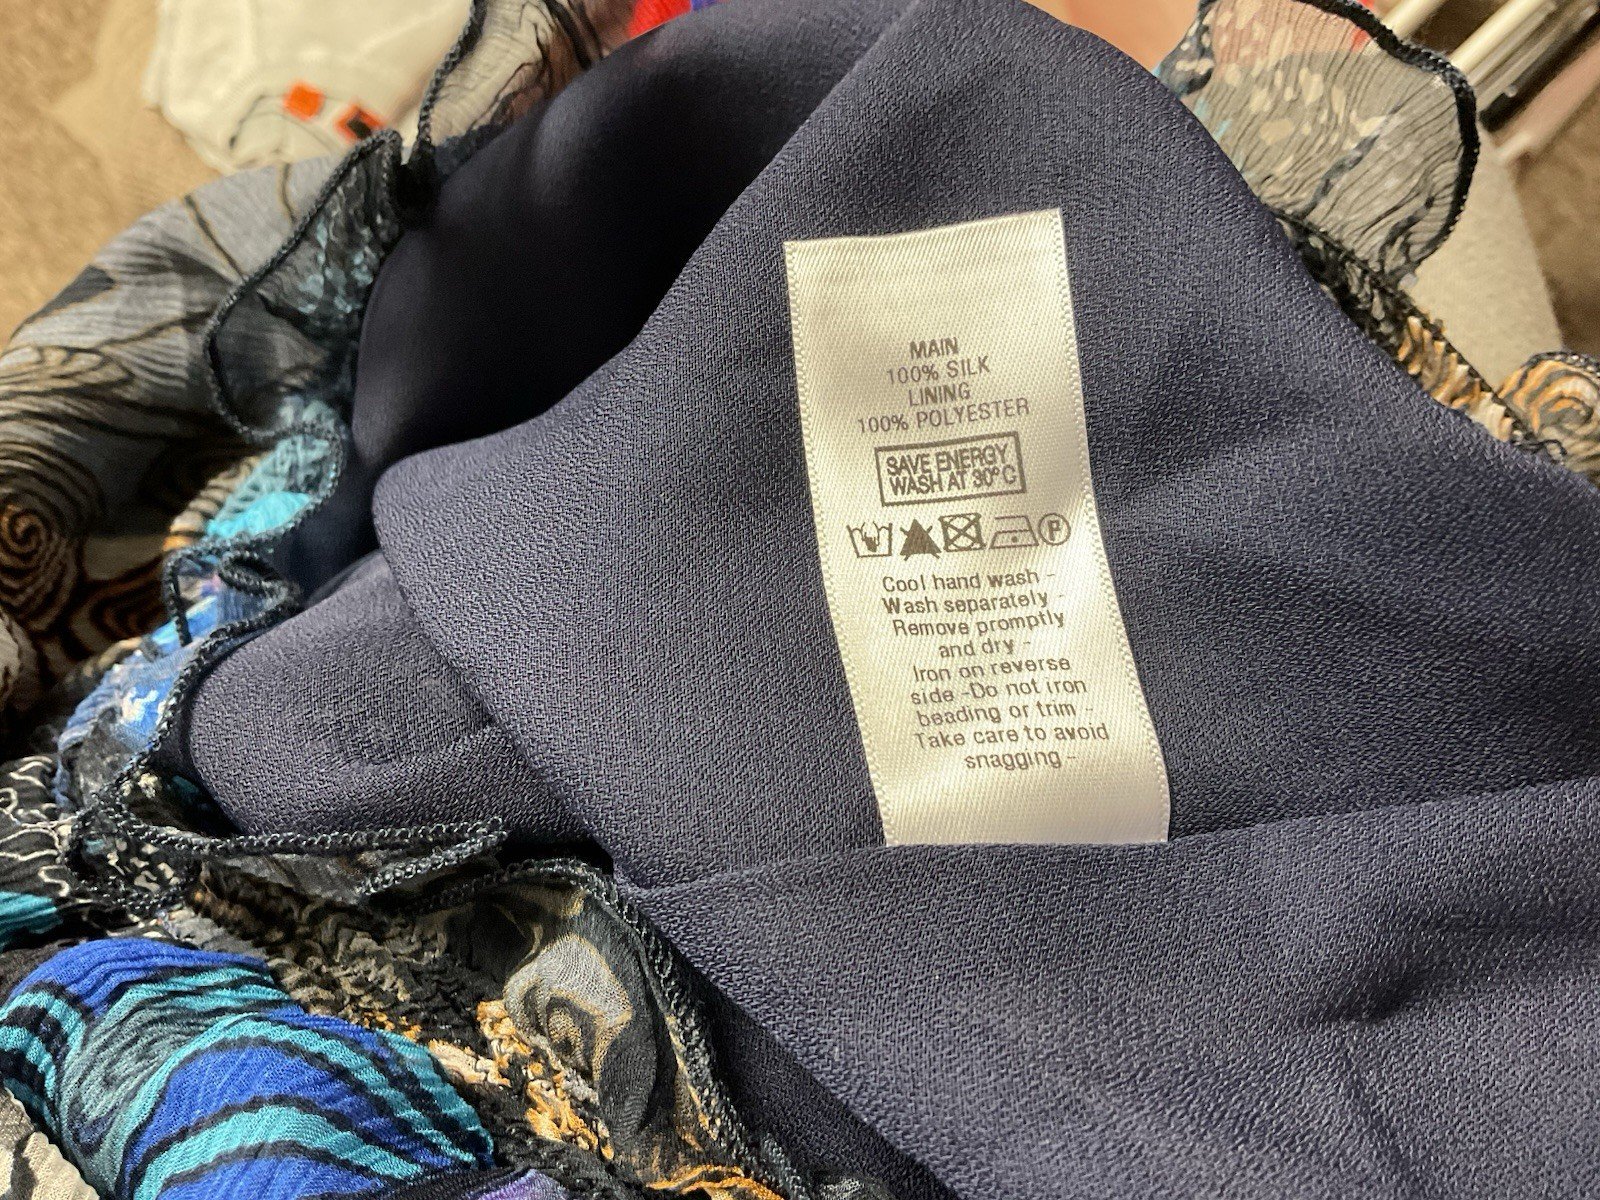 MAIN
100% SILK
LINING
100% POLYESTER
SAVE ENERGY
WASH AT 30° C
P
Cool hand wash -
Wash separately -
Remove promptly
and dry -
Iron on reverse
side -Do not iron
beading or trim -
Take care to avoid
snagging -